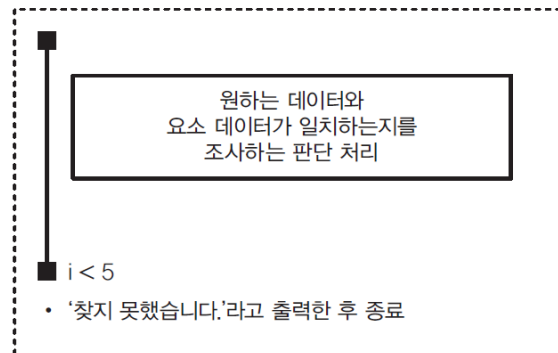 원하는 데이터와
요소 데이터가 일치하는지를
조사하는 판단 처리
i < 5
• ‘찾지 못했습니다.’라고 출력한 후 종료